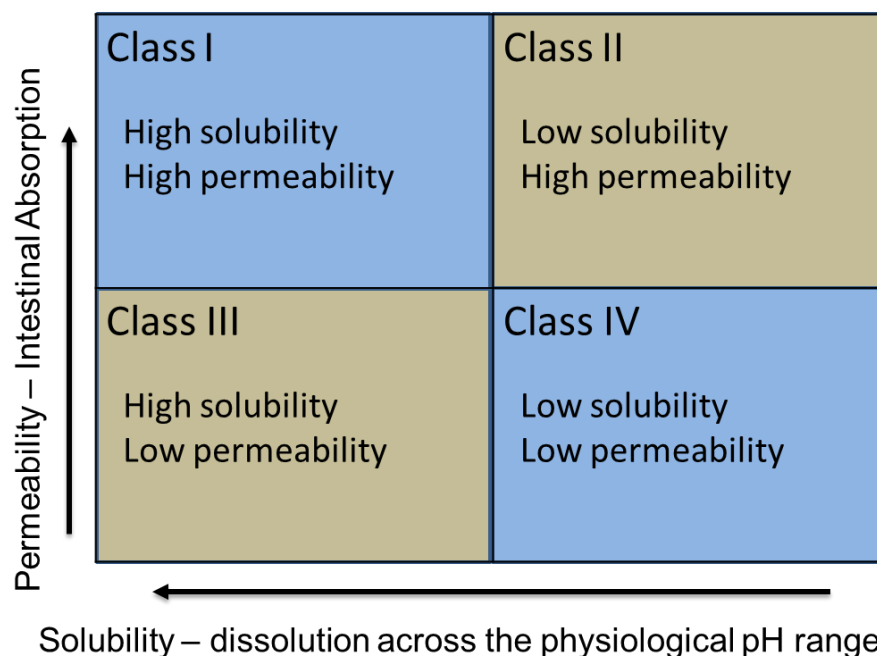 Permeability – Intestinal Absorption
Class I
High solubility
High permeability
Class II
Low solubility
High permeability
Class III
High solubility
Low permeability
Class IV
Low solubility
Low permeability
Solubility – dissolution across the physiological pH range